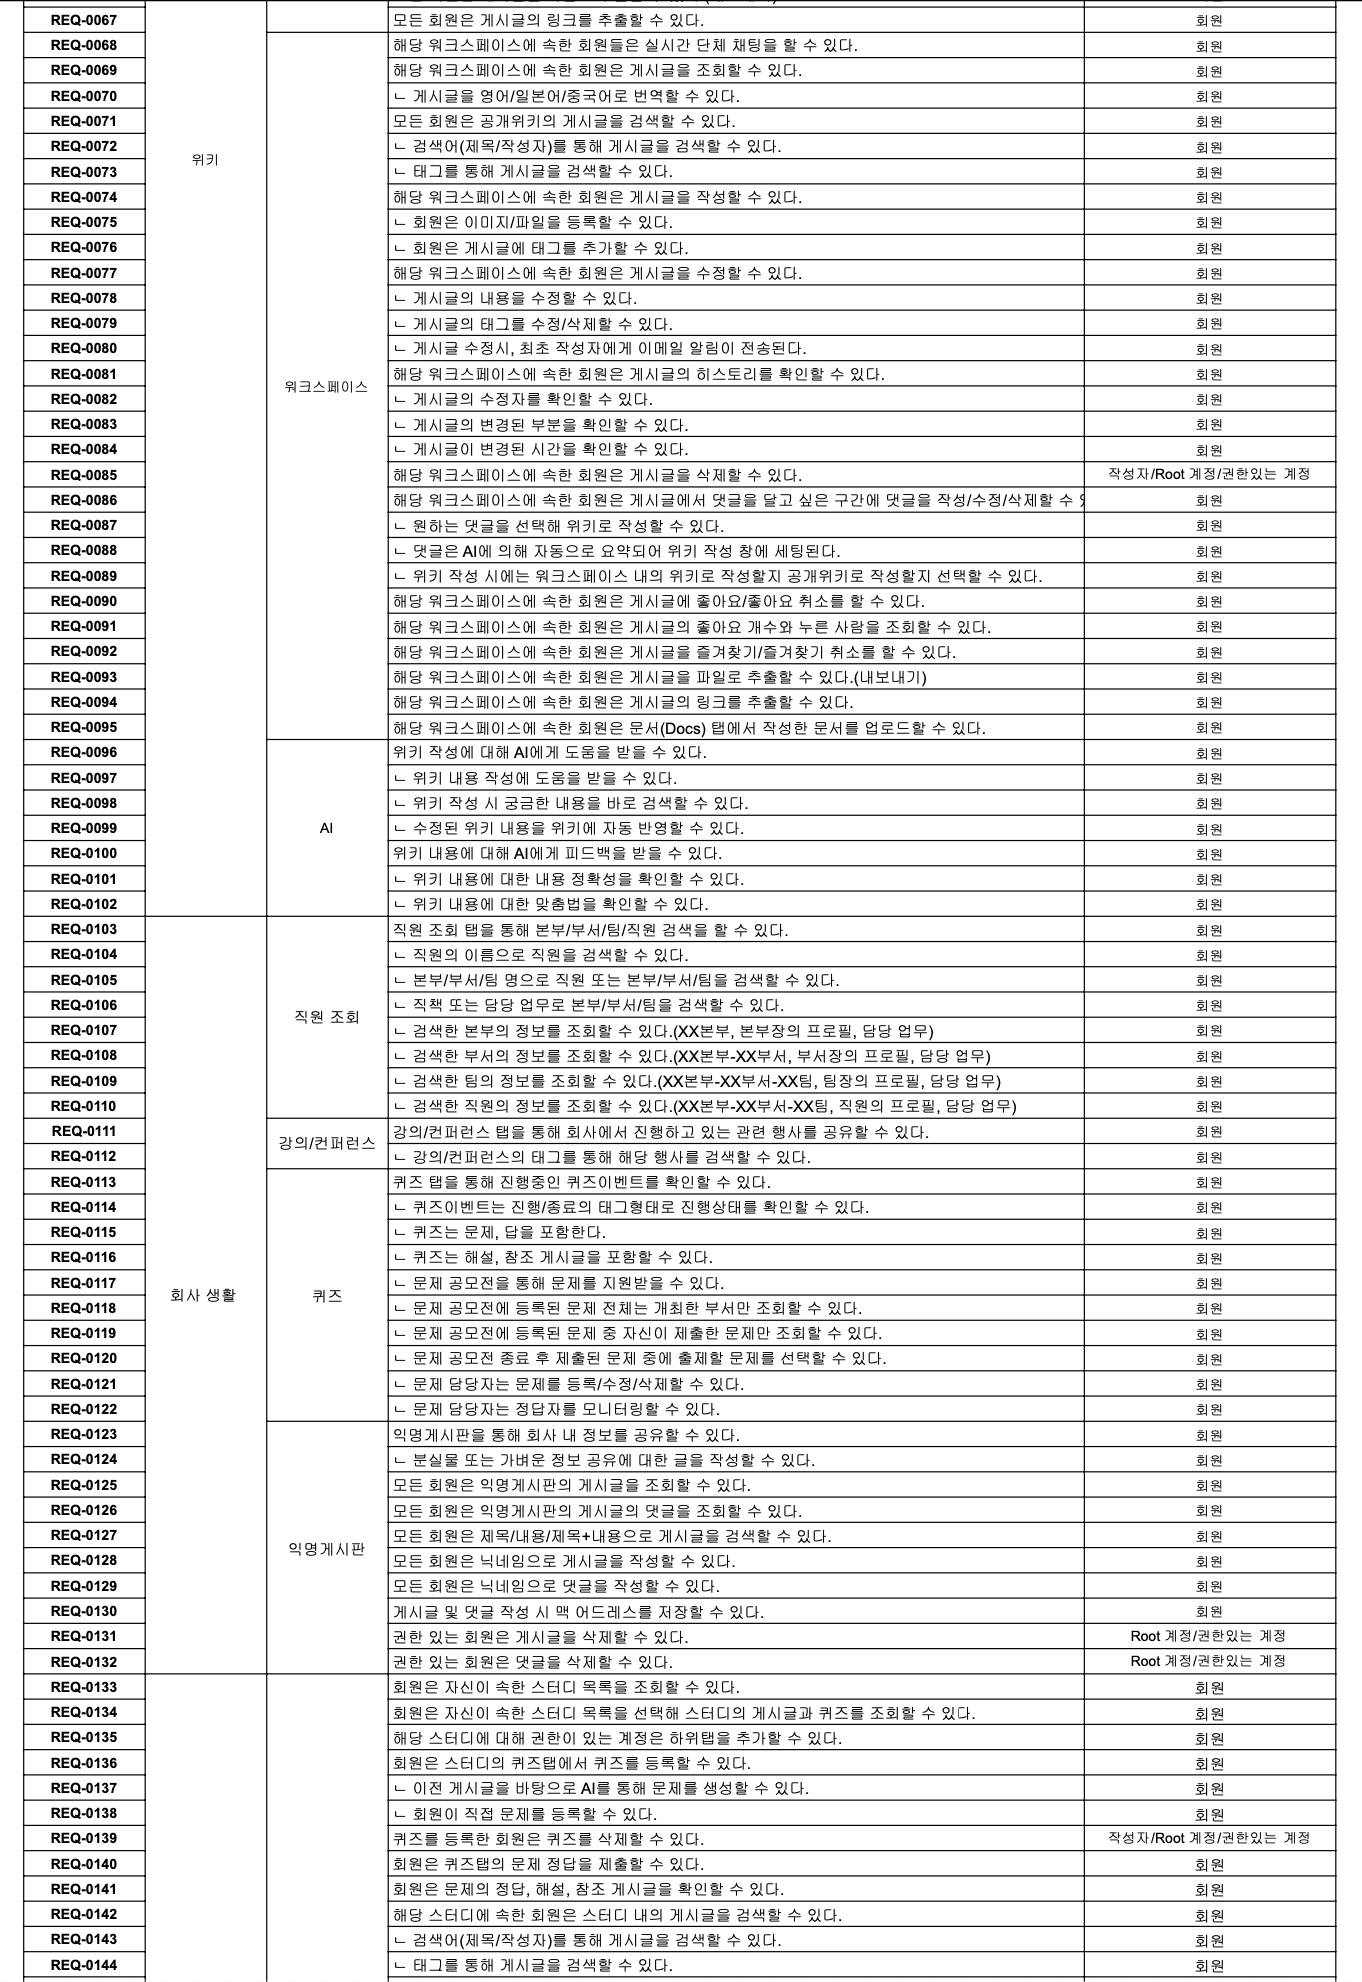 REQ-0067 모든 회원은 게시글의 링크를 추출할 수 있다. 회원
REQ-0068 해당 워크스페이스에 속한 회원들은 실시간 단체 채팅을 할 수 있다. 회원
REQ-0069 해당 워크스페이스에 속한 회원은 게시글을 조회할 수 있다. 회원
REQ-0070 ㄴ 게시글을 영어/일본어/중국어로 번역할 수 있다. 회원
REQ-0071 모든 회원은 공개위키의 게시글을 검색할 수 있다. 회원
REQ-0072 ㄴ 검색어(제목/작성자)를 통해 게시글을 검색할 수 있다. 회원
위키
REQ-0073 ㄴ 태그를 통해 게시글을 검색할 수 있다. 회원
REQ-0074 해당 워크스페이스에 속한 회원은 게시글을 작성할 수 있다. 회원
REQ-0075 ㄴ 회원은 이미지/파일을 등록할 수 있다. 회원
REQ-0076 ㄴ 회원은 게시글에 태그를 추가할 수 있다. 회원
REQ-0077 해당 워크스페이스에 속한 회원은 게시글을 수정할 수 있다. 회원
REQ-0078 ㄴ 게시글의 내용을 수정할 수 있다. 회원
REQ-0079 ㄴ 게시글의 태그를 수정/삭제할 수 있다. 회원
REQ-0080 ㄴ 게시글 수정시, 최초 작성자에게 이메일 알림이 전송된다. 회원
REQ-0081 해당 워크스페이스에 속한 회원은 게시글의 히스토리를 확인할 수 있다. 회원
워크스페이스
REQ-0082 ㄴ 게시글의 수정자를 확인할 수 있다. 회원
REQ-0083 ㄴ 게시글의 변경된 부분을 확인할 수 있다. 회원
REQ-0084 ㄴ 게시글이 변경된 시간을 확인할 수 있다. 회원
REQ-0085 해당 워크스페이스에 속한 회원은 게시글을 삭제할 수 있다. 작성자/Root 계정/권한있는 계정
REQ-0086 해당 워크스페이스에 속한 회원은 게시글에서 댓글을 달고 싶은 구간에 댓글을 작성/수정/삭제할 수 회원
REQ-0087 ㄴ 원하는 댓글을 선택해 위키로 작성할 수 있다. 회원
REQ-0088 ㄴ 댓글은 AI에 의해 자동으로 요약되어 위키 작성 창에 세팅된다. 회원
REQ-0089 ㄴ 위키 작성 시에는 워크스페이스 내의 위키로 작성할지 공개위키로 작성할지 선택할 수 있다. 회원
REQ-0090 해당 워크스페이스에 속한 회원은 게시글에 좋아요/좋아요 취소를 할 수 있다. 회원
REQ-0091 해당 워크스페이스에 속한 회원은 게시글의 좋아요 개수와 누른 사람을 조회할 수 있다. 회원
REQ-0092 해당 워크스페이스에 속한 회원은 게시글을 즐겨찾기/즐겨찾기 취소를 할 수 있다. 회원
REQ-0093 해당 워크스페이스에 속한 회원은 게시글을 파일로 추출할 수 있다.(내보내기) 회원
REQ-0094 해당 워크스페이스에 속한 회원은 게시글의 링크를 추출할 수 있다. 회원
REQ-0095 해당 워크스페이스에 속한 회원은 문서(Docs) 탭에서 작성한 문서를 업로드할 수 있다. 회원
REQ-0096 위키 작성에 대해 AI에게 도움을 받을 수 있다. 회원
REQ-0097 ㄴ 위키 내용 작성에 도움을 받을 수 있다. 회원
REQ-0098 ㄴ 위키 작성 시 궁금한 내용을 바로 검색할 수 있다. 회원
REQ-0099 AI ㄴ 수정된 위키 내용을 위키에 자동 반영할 수 있다. 회원
REQ-0100 위키 내용에 대해 AI에게 피드백을 받을 수 있다. 회원
REQ-0101 ㄴ 위키 내용에 대한 내용 정확성을 확인할 수 있다. 회원
REQ-0102 ㄴ 위키 내용에 대한 맞춤법을 확인할 수 있다. 회원
REQ-0103 직원 조회 탭을 통해 본부/부서/팀/직원 검색을 할 수 있다. 회원
REQ-0104 ㄴ 직원의 이름으로 직원을 검색할 수 있다. 회원
REQ-0105 ㄴ 본부/부서/팀 명으로 직원 또는 본부/부서/팀을 검색할 수 있다. 회원
REQ-0106 ㄴ 직책 또는 담당 업무로 본부/부서/팀을 검색할 수 있다. 회원
직원 조회
REQ-0107 ㄴ 검색한 본부의 정보를 조회할 수 있다.(XX본부, 본부장의 프로필, 담당 업무) 회원
REQ-0108 ㄴ 검색한 부서의 정보를 조회할 수 있다.(XX본부-XX부서, 부서장의 프로필, 담당 업무) 회원
REQ-0109 ㄴ 검색한 팀의 정보를 조회할 수 있다.(XX본부-XX부서-XX팀, 팀장의 프로필, 담당 업무) 회원
REQ-0110 ㄴ 검색한 직원의 정보를 조회할 수 있다.(XX본부-XX부서-XX팀, 직원의 프로필, 담당 업무) 회원
REQ-0111 강의/컨퍼런스 탭을 통해 회사에서 진행하고 있는 관련 행사를 공유할 수 있다. 회원
강의/컨퍼런스
REQ-0112 ㄴ 강의/컨퍼런스의 태그를 통해 해당 행사를 검색할 수 있다. 회원
REQ-0113 퀴즈 탭을 통해 진행중인 퀴즈이벤트를 확인할 수 있다. 회원
REQ-0114 ㄴ 퀴즈이벤트는 진행/종료의 태그형태로 진행상태를 확인할 수 있다. 회원
REQ-0115 ㄴ 퀴즈는 문제, 답을 포함한다. 회원
REQ-0116 ㄴ 퀴즈는 해설, 참조 게시글을 포함할 수 있다. 회원
REQ-0117 ㄴ 문제 공모전을 통해 문제를 지원받을 수 있다. 회원
회사 생활 퀴즈
REQ-0118 ㄴ 문제 공모전에 등록된 문제 전체는 개최한 부서만 조회할 수 있다. 회원
REQ-0119 ㄴ 문제 공모전에 등록된 문제 중 자신이 제출한 문제만 조회할 수 있다. 회원
REQ-0120 ㄴ 문제 공모전 종료 후 제출된 문제 중에 출제할 문제를 선택할 수 있다. 회원
REQ-0121 ㄴ 문제 담당자는 문제를 등록/수정/삭제할 수 있다. 회원
REQ-0122 ㄴ 문제 담당자는 정답자를 모니터링할 수 있다. 회원
REQ-0123 익명게시판을 통해 회사 내 정보를 공유할 수 있다. 회원
REQ-0124 ㄴ 분실물 또는 가벼운 정보 공유에 대한 글을 작성할 수 있다. 회원
REQ-0125 모든 회원은 익명게시판의 게시글을 조회할 수 있다. 회원
REQ-0126 모든 회원은 익명게시판의 게시글의 댓글을 조회할 수 있다. 회원
REQ-0127 모든 회원은 제목/내용/제목+내용으로 게시글을 검색할 수 있다. 회원
익명게시판
REQ-0128 모든 회원은 닉네임으로 게시글을 작성할 수 있다. 회원
REQ-0129 모든 회원은 닉네임으로 댓글을 작성할 수 있다. 회원
REQ-0130 게시글 및 댓글 작성 시 맥 어드레스를 저장할 수 있다. 회원
REQ-0131 권한 있는 회원은 게시글을 삭제할 수 있다. Root 계정/권한있는 계정
REQ-0132 권한 있는 회원은 댓글을 삭제할 수 있다. Root 계정/권한있는 계정
REQ-0133 회원은 자신이 속한 스터디 목록을 조회할 수 있다. 회원
REQ-0134 회원은 자신이 속한 스터디 목록을 선택해 스터디의 게시글과 퀴즈를 조회할 수 있다. 회원
REQ-0135 해당 스터디에 대해 권한이 있는 계정은 하위탭을 추가할 수 있다. 회원
REQ-0136 회원은 스터디의 퀴즈탭에서 퀴즈를 등록할 수 있다. 회원
REQ-0137 ㄴ 이전 게시글을 바탕으로 AI를 통해 문제를 생성할 수 있다. 회원
REQ-0138 ㄴ 회원이 직접 문제를 등록할 수 있다. 회원
REQ-0139 퀴즈를 등록한 회원은 퀴즈를 삭제할 수 있다. 작성자/Root 계정/권한있는 계정
REQ-0140 회원은 퀴즈탭의 문제 정답을 제출할 수 있다. 회원
REQ-0141 회원은 문제의 정답, 해설, 참조 게시글을 확인할 수 있다. 회원
REQ-0142 해당 스터디에 속한 회원은 스터디 내의 게시글을 검색할 수 있다. 회원
REQ-0143 ㄴ 검색어(제목/작성자)를 통해 게시글을 검색할 수 있다. 회원
REQ-0144 ㄴ 태그를 통해 게시글을 검색할 수 있다. 회원